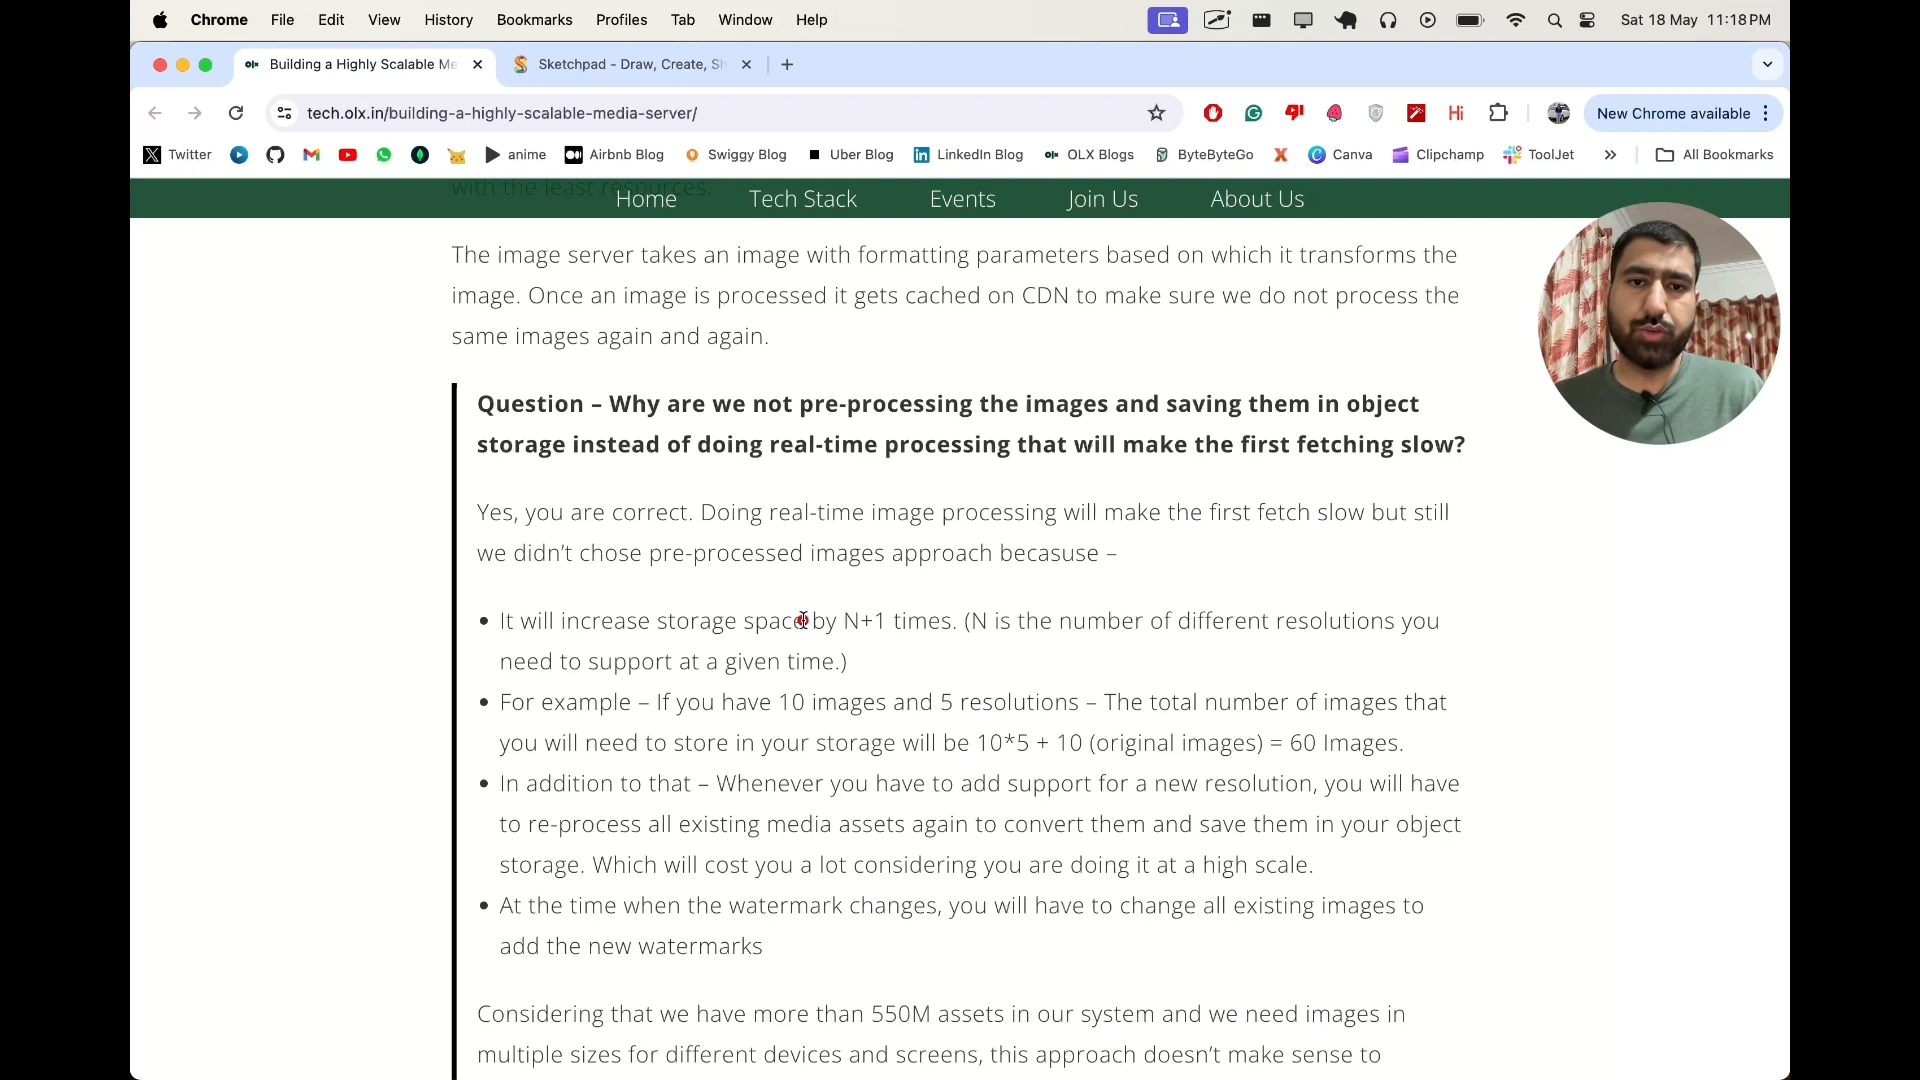 Chrome File Edit View History Bookmarks Profiles Tab Window Help Sat 18 May 11:18 PM
Building a Highly Scalable Me Sketchpad - Draw, Create, Sh
tech.olx.in/building-a-highly-scalable-media-server/ Hi New Chrome available
Twitter anime Airbnb Blog Swiggy Blog Uber Blog LinkedIn Blog OLX Blogs ByteByteGo Canva Clipchamp ToolJet » All Bookmarks
with the least resources.
Home Tech Stack Events Join Us About Us
The image server takes an image with formatting parameters based on which it transforms the
image. Once an image is processed it gets cached on CDN to make sure we do not process the
same images again and again.
Question – Why are we not pre-processing the images and saving them in object
storage instead of doing real-time processing that will make the first fetching slow?
Yes, you are correct. Doing real-time image processing will make the first fetch slow but still
we didn’t chose pre-processed images approach becasuse –
• It will increase storage space by N+1 times. (N is the number of different resolutions you
need to support at a given time.)
• For example – If you have 10 images and 5 resolutions – The total number of images that
you will need to store in your storage will be 10*5 + 10 (original images) = 60 Images.
• In addition to that – Whenever you have to add support for a new resolution, you will have
to re-process all existing media assets again to convert them and save them in your object
storage. Which will cost you a lot considering you are doing it at a high scale.
• At the time when the watermark changes, you will have to change all existing images to
add the new watermarks
Considering that we have more than 550M assets in our system and we need images in
multiple sizes for different devices and screens, this approach doesn’t make sense to